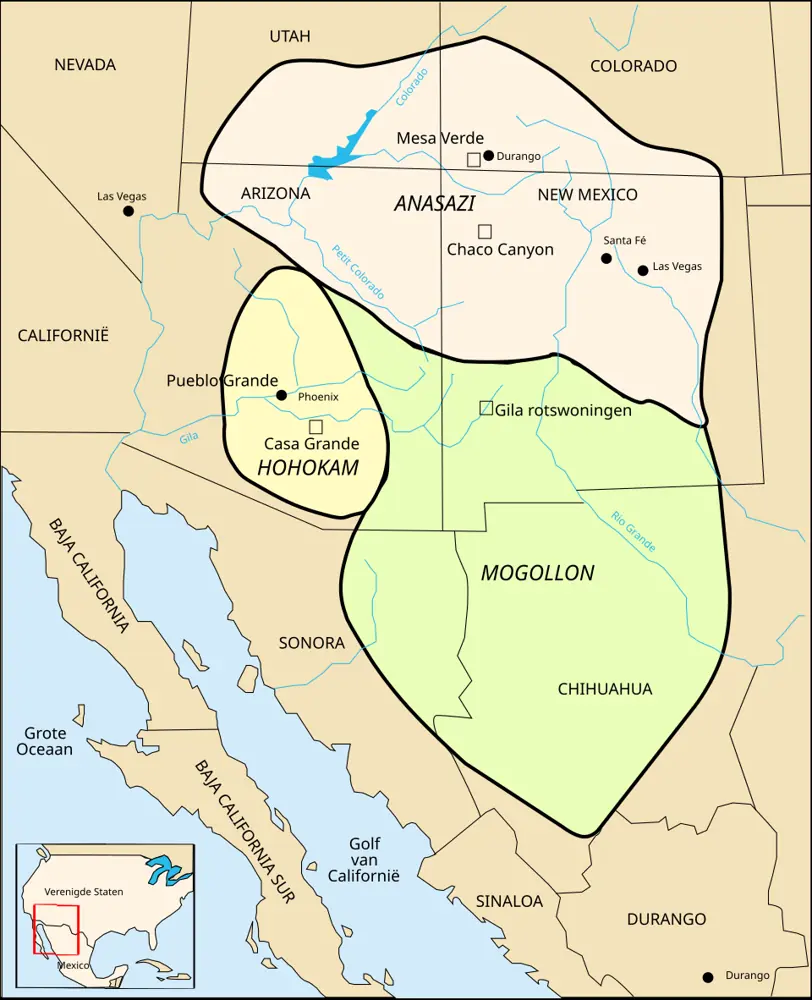 UTAH
NEVADA
COLORADO
Colorado
Mesa Verde
Durango
ARIZONA
ANASAZI
NEW MEXICO
Las Vegas
Chaco Canyon
Santa Fé
Las Vegas
Petit Colorado
CALIFORNIË
Pueblo Grande
Phoenix
Gila rotswoningen
Gila
Casa Grande
HOHOKAM
Río Grande
BAJA CALIFORNIA
MOGOLLON
SONORA
CHIHUAHUA
Grote
Oceaan
BAJA CALIFORNIA SUR
Golf
van
Californië
Verenigde Staten
SINALOA
DURANGO
Mexico
Durango